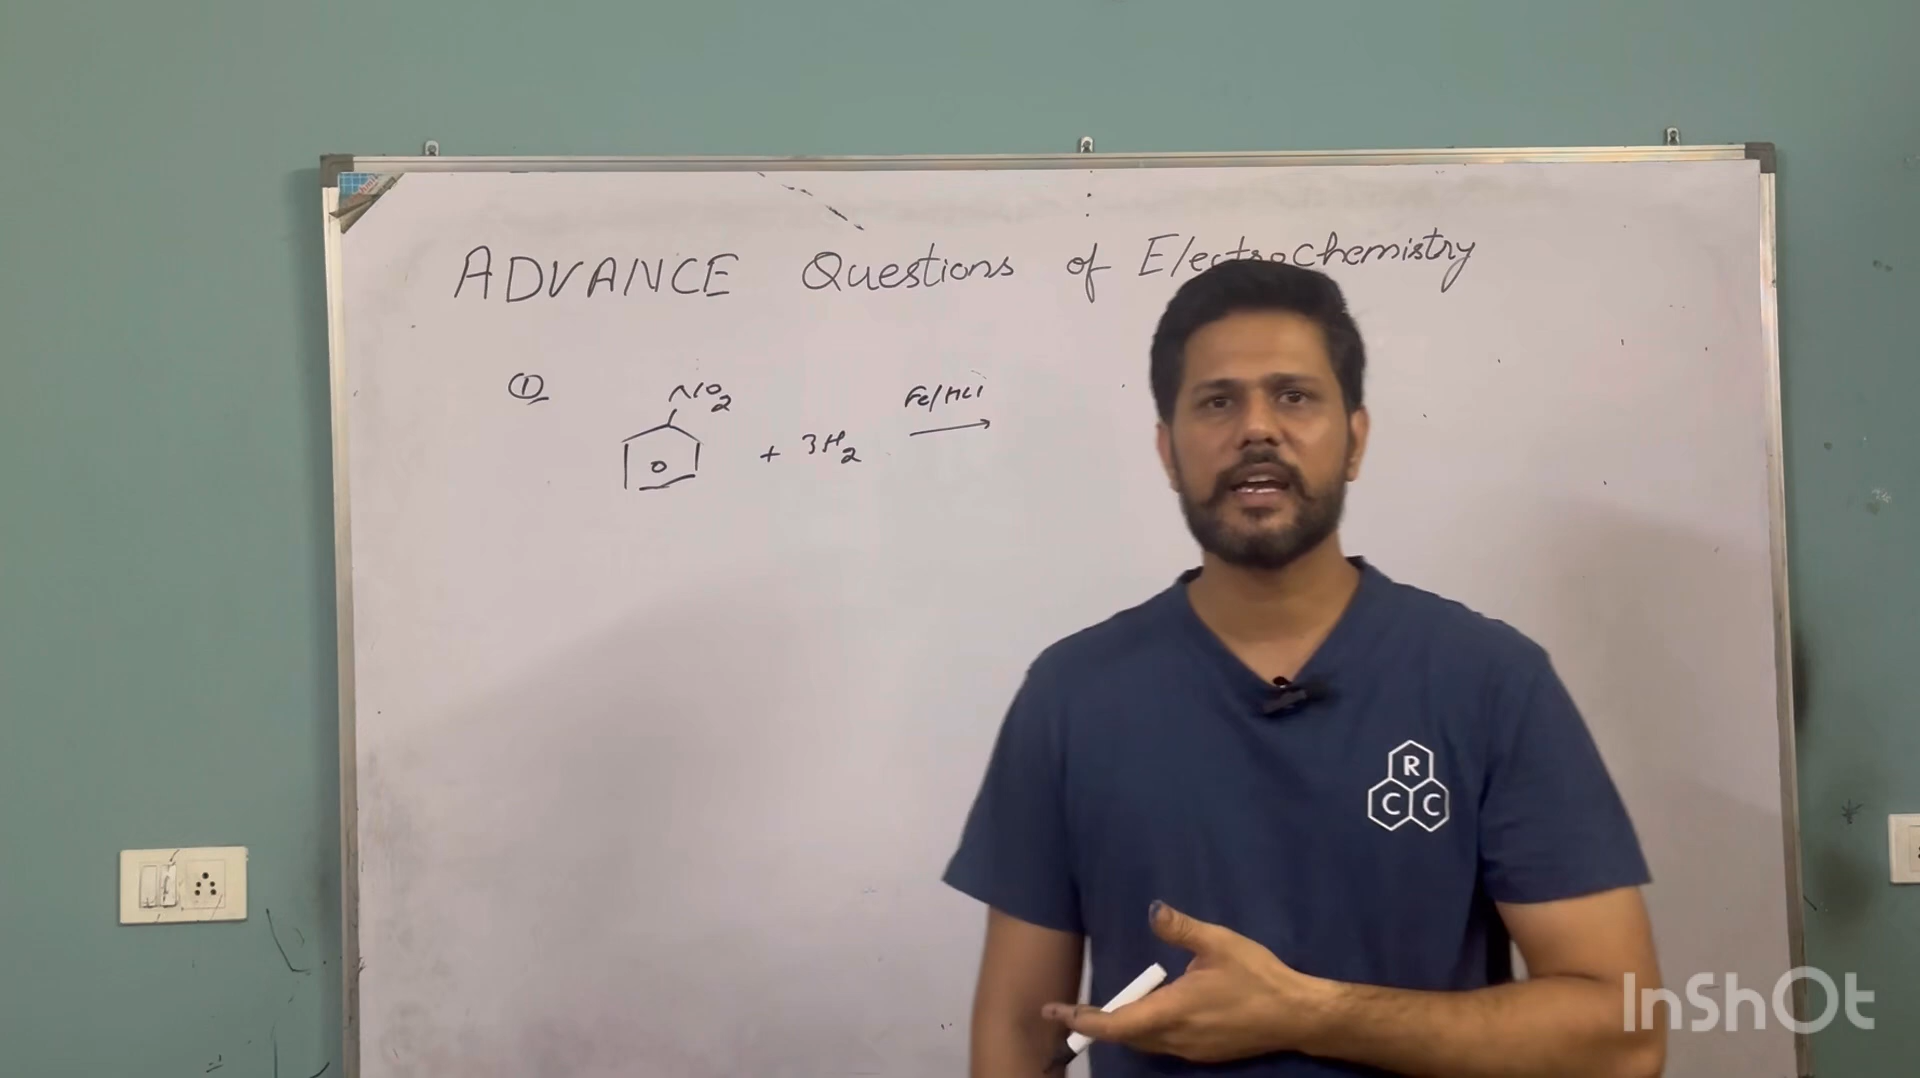 ADVANCE Questions of Electrochemistry
① NO2
+ 3H2
Fe/HCl
R
C C
InShOt